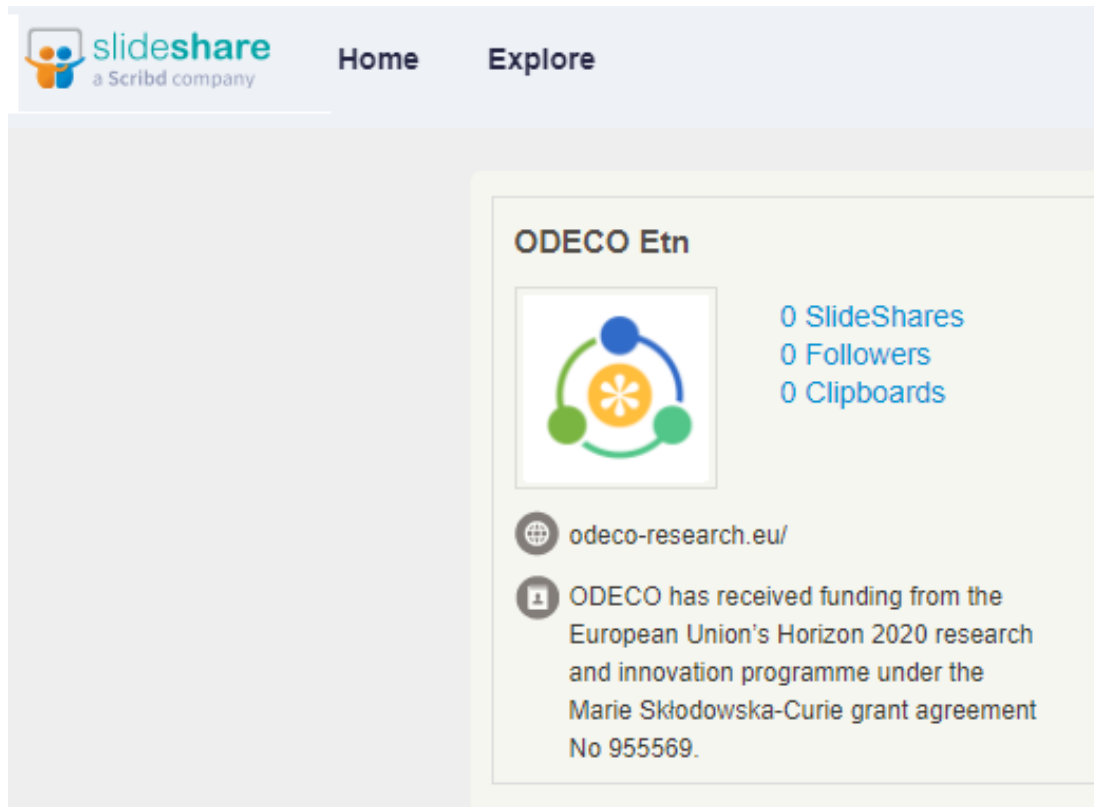 slideshare
a Scribd company
Home
Explore
ODECO Etn
0 SlideShares
0 Followers
0 Clipboards
odeco-research.eu/
ODECO has received funding from the
European Union’s Horizon 2020 research
and innovation programme under the
Marie Skłodowska-Curie grant agreement
No 955569.